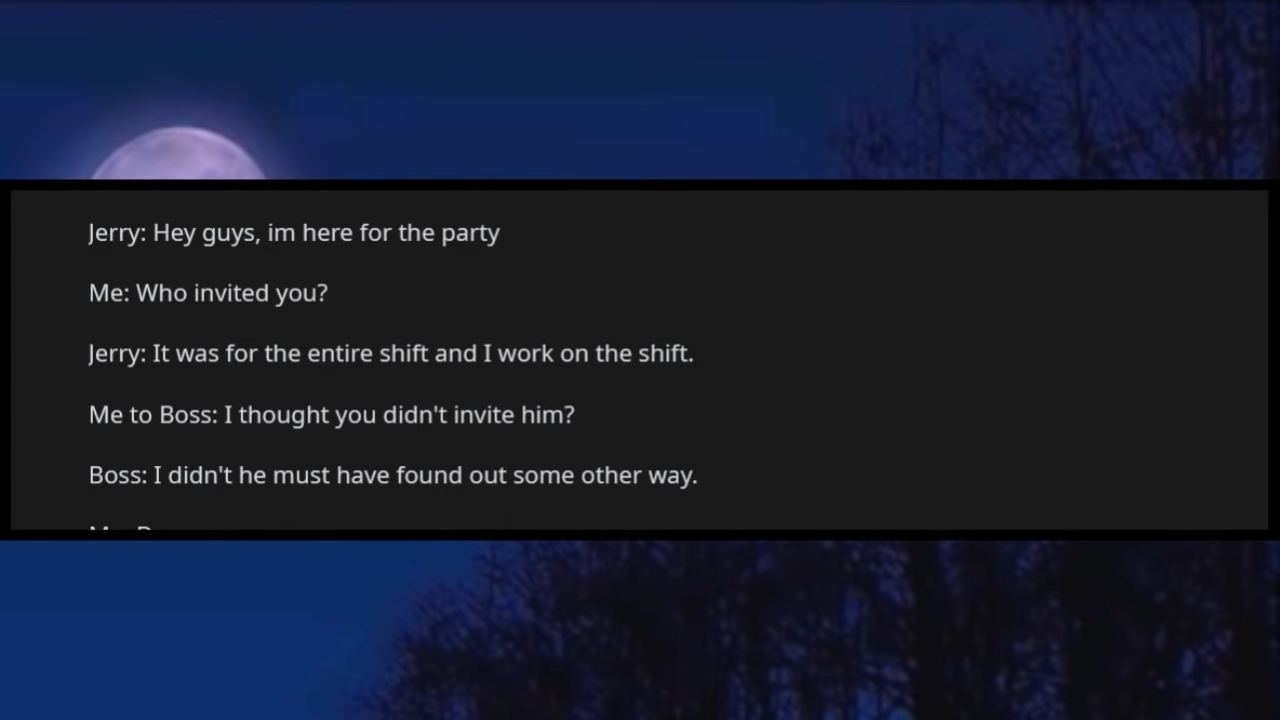 Jerry: Hey guys, im here for the party
Me: Who invited you?
Jerry: It was for the entire shift and I work on the shift.
Me to Boss: I thought you didn't invite him?
Boss: I didn't he must have found out some other way.